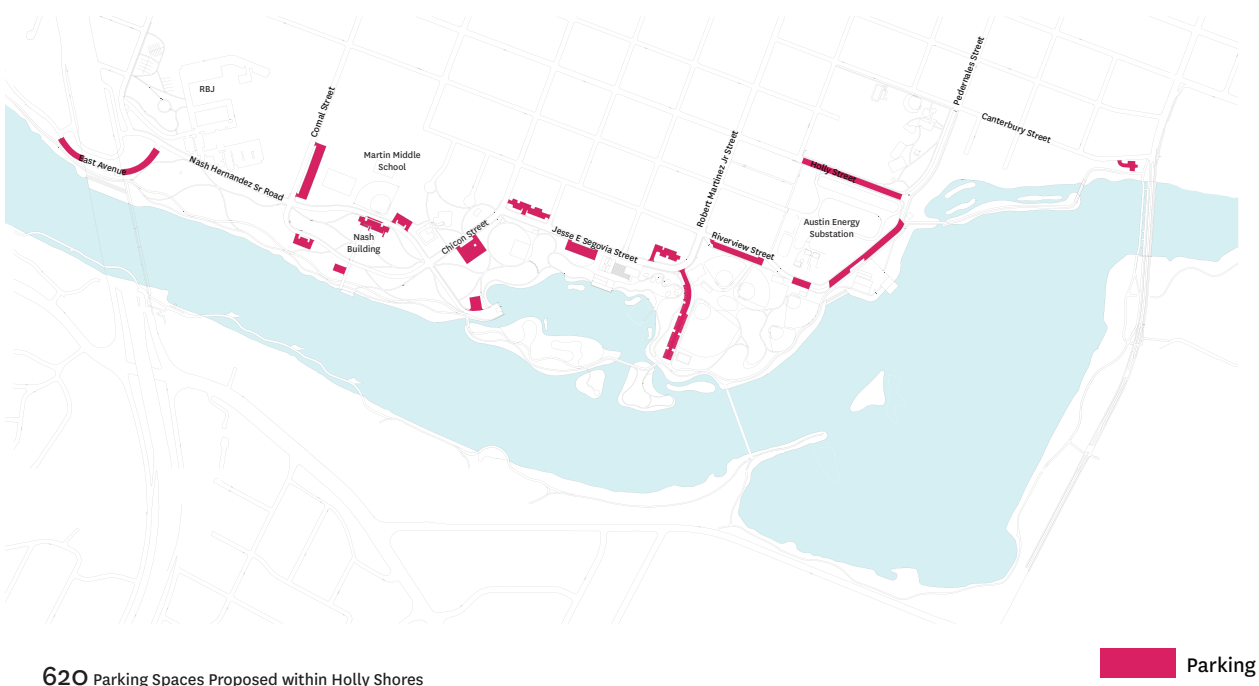 Pedernales Street
RBJ
Comal Street
Canterbury Street
East Avenue
Nash Hernandez Sr Road
Martin Middle
School
Robert Martinez Jr Street
Holly Street
Nash
Building
Chicon Street
Jesse E Segovia Street
Riverview Street
Austin Energy
Substation
620 Parking Spaces Proposed within Holly Shores
Parking